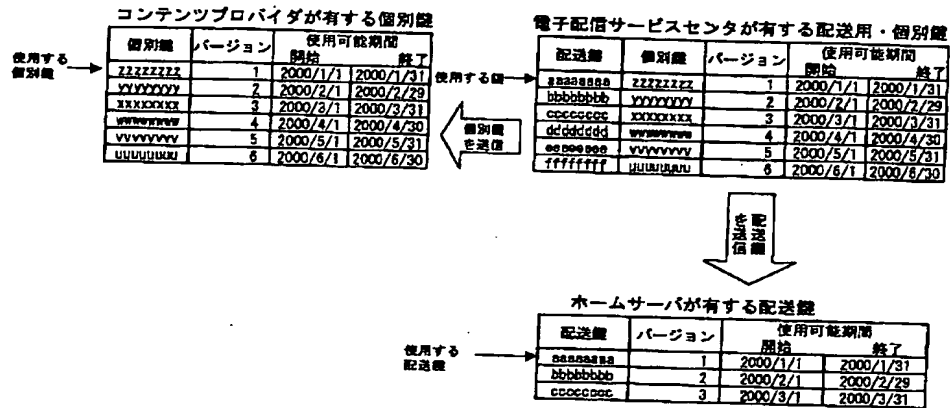 コンテンツプロバイダが有する個別鍵
使用する
個別鍵
個別鍵 バージョン 使用可能期間
開始 終了
zzzzzzzz 1 2000/1/1 2000/1/31
yyyyyyyy 2 2000/2/1 2000/2/29
xxxxxxxx 3 2000/3/1 2000/3/31
wwwwwwww 4 2000/4/1 2000/4/30
vvvvvvvv 5 2000/5/1 2000/5/31
uuuuuuuu 6 2000/6/1 2000/6/30
個別鍵
を送信
電子配信サービスセンタが有する配送用・個別鍵
使用する鍵
配送鍵 個別鍵 バージョン 使用可能期間
開始 終了
aaaaaaaa zzzzzzzz 1 2000/1/1 2000/1/31
bbbbbbbb yyyyyyyy 2 2000/2/1 2000/2/29
cccccccc xxxxxxxx 3 2000/3/1 2000/3/31
dddddddd wwwwwwww 4 2000/4/1 2000/4/30
eeeeeeee vvvvvvvv 5 2000/5/1 2000/5/31
ffffffff uuuuuuuu 6 2000/6/1 2000/6/30
配送鍵
を送信
ホームサーバが有する配送鍵
使用する
配送鍵
配送鍵 バージョン 使用可能期間
開始 終了
aaaaaaaa 1 2000/1/1 2000/1/31
bbbbbbbb 2 2000/2/1 2000/2/29
cccccccc 3 2000/3/1 2000/3/31